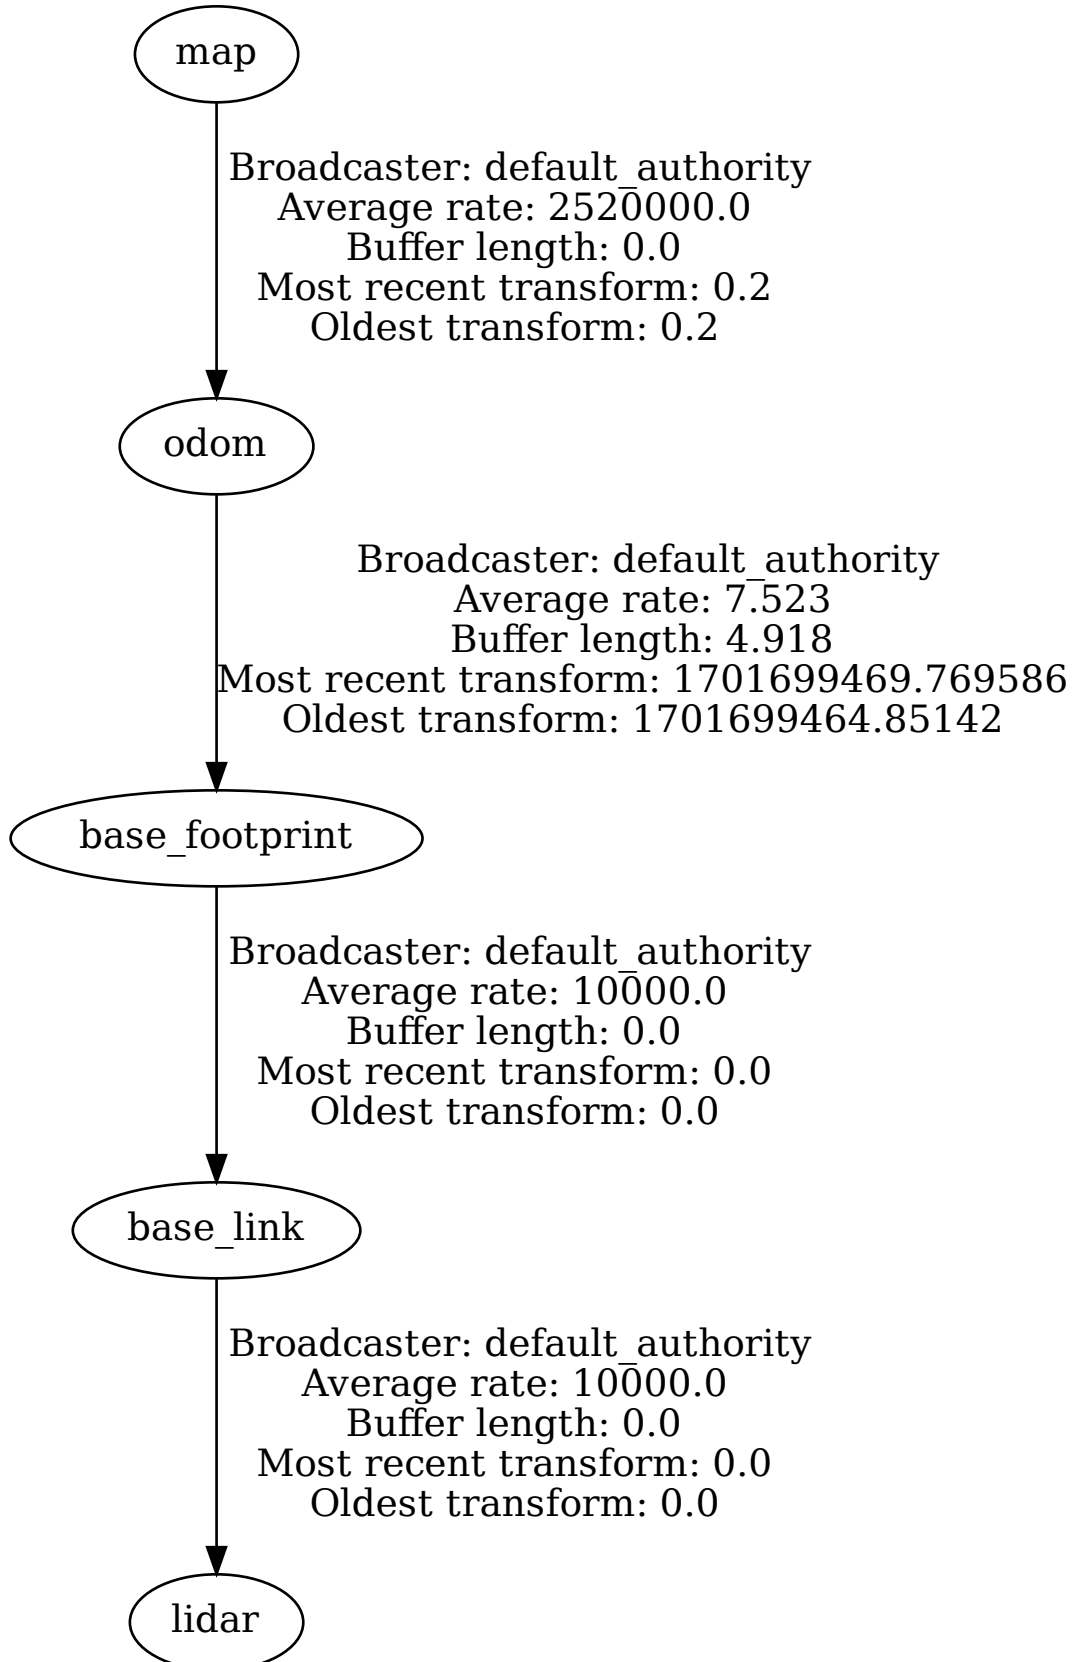 map
Broadcaster: default_authority
Average rate: 2520000.0
Buffer length: 0.0
Most recent transform: 0.2
Oldest transform: 0.2
odom
Broadcaster: default_authority
Average rate: 7.523
Buffer length: 4.918
Most recent transform: 1701699469.769586
Oldest transform: 1701699464.85142
base_footprint
Broadcaster: default_authority
Average rate: 10000.0
Buffer length: 0.0
Most recent transform: 0.0
Oldest transform: 0.0
base_link
Broadcaster: default_authority
Average rate: 10000.0
Buffer length: 0.0
Most recent transform: 0.0
Oldest transform: 0.0
lidar